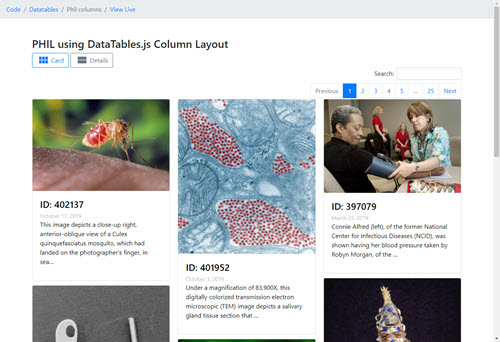 Code / Datatables / Phil columns / View Live
PHIL using DataTables.js Column Layout
Card
Details
Search:
Previous 1 2 3 4 5 ... 25 Next
ID: 402137
October 17, 2019
This image depicts a close-up right,
anterior-oblique view of a Culex
quinquefasciatus mosquito, which had
landed on the photographer's finger, in
sea...
ID: 401952
October 1, 2019
Under a magnification of 83,900X, this
digitally colorized transmission electron
microscopic (TEM) image depicts a salivary
gland tissue section that ...
ID: 397079
March 25, 2019
Connie Alfred (left), of the former National
Center for Infectious Diseases (NCID), was
shown having her blood pressure taken by
Robyn Morgan, of the ...